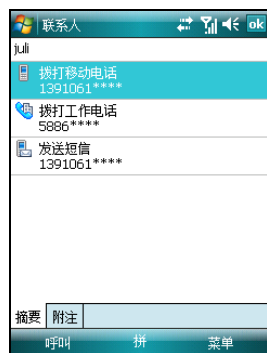 联系人 ok
juli
拨打移动电话
1391061****
拨打工作电话
5886****
发送短信
1391061****
摘要 附注
呼叫 拼 菜单